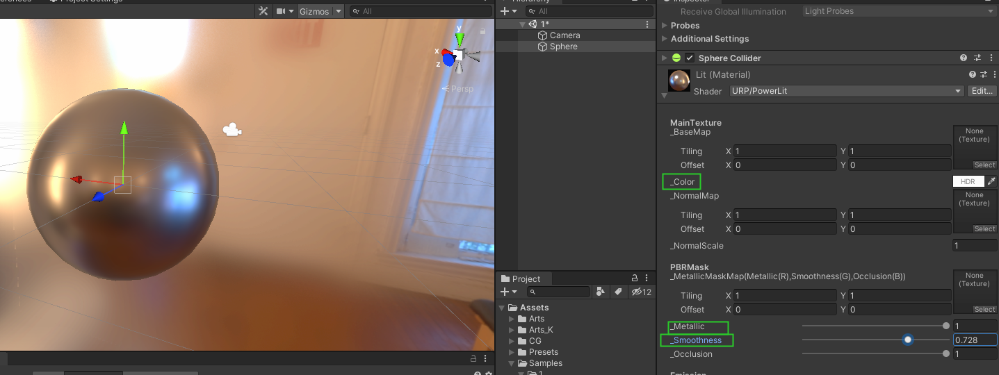 Project Settings
Gizmos
All
y
x
z
Persp
Hierarchy
All
1*
Camera
Sphere
Project
12
Assets
Arts
Arts_K
CG
Presets
Samples
1
Inspector
Receive Global Illumination
Light Probes
Probes
Additional Settings
Sphere Collider
Lit (Material)
Shader URP/PowerLit Edit...
MainTexture
_BaseMap
None
(Texture)
Tiling X 1 Y 1
Offset X 0 Y 0
Select
_Color
HDR
_NormalMap
None
(Texture)
Tiling X 1 Y 1
Offset X 0 Y 0
Select
_NormalScale 1
PBRMask
_MetallicMaskMap(Metallic(R),Smoothness(G),Occlusion(B))
None
(Texture)
Tiling X 1 Y 1
Offset X 0 Y 0
Select
_Metallic 1
_Smoothness 0.728
_Occlusion 1
Emission